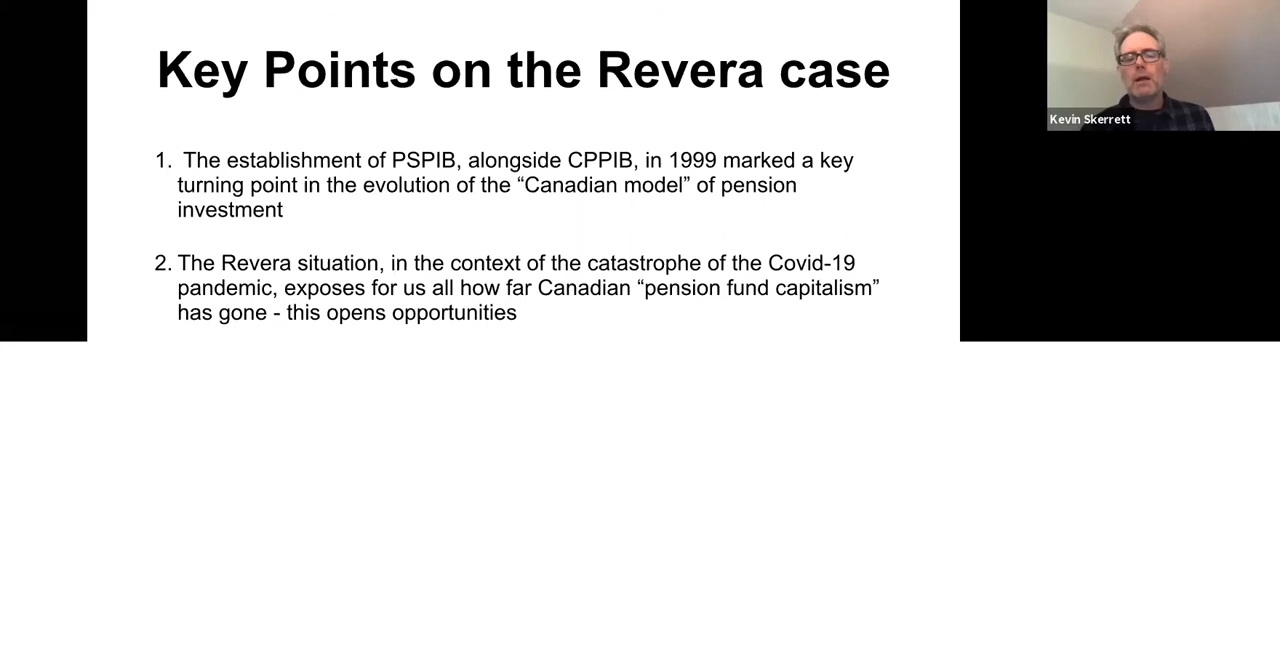 Key Points on the Revera case
Kevin Skerrett
1. The establishment of PSPIB, alongside CPPIB, in 1999 marked a key
turning point in the evolution of the “Canadian model” of pension
investment
2. The Revera situation, in the context of the catastrophe of the Covid-19
pandemic, exposes for us all how far Canadian “pension fund capitalism”
has gone - this opens opportunities